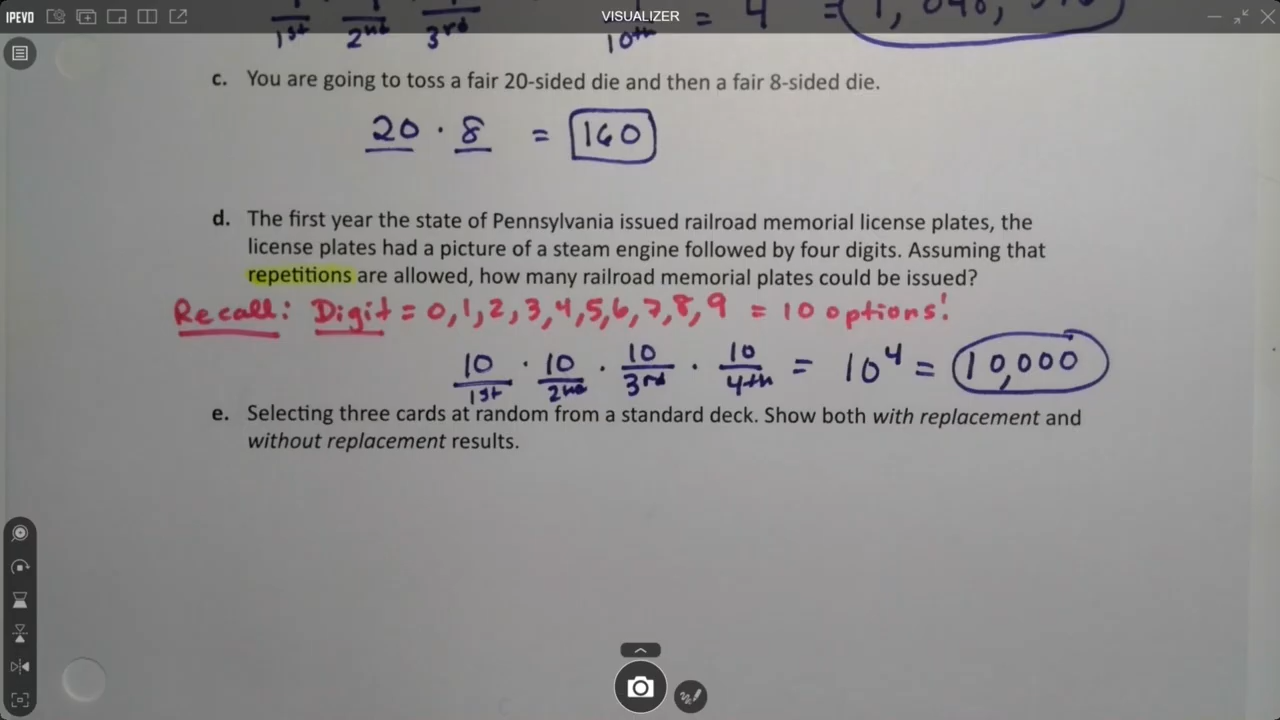 IPEVO
VISUALIZER
1st 2nd 3rd 10th = 4 =
c. You are going to toss a fair 20-sided die and then a fair 8-sided die.
20 · 8 = 160
d. The first year the state of Pennsylvania issued railroad memorial license plates, the
license plates had a picture of a steam engine followed by four digits. Assuming that
repetitions are allowed, how many railroad memorial plates could be issued?
Recall: Digit = 0,1,2,3,4,5,6,7,8,9 = 10 options!
10 · 10 · 10 · 10 = 10⁴ = 10,000
1st 2nd 3rd 4th
e. Selecting three cards at random from a standard deck. Show both with replacement and
without replacement results.